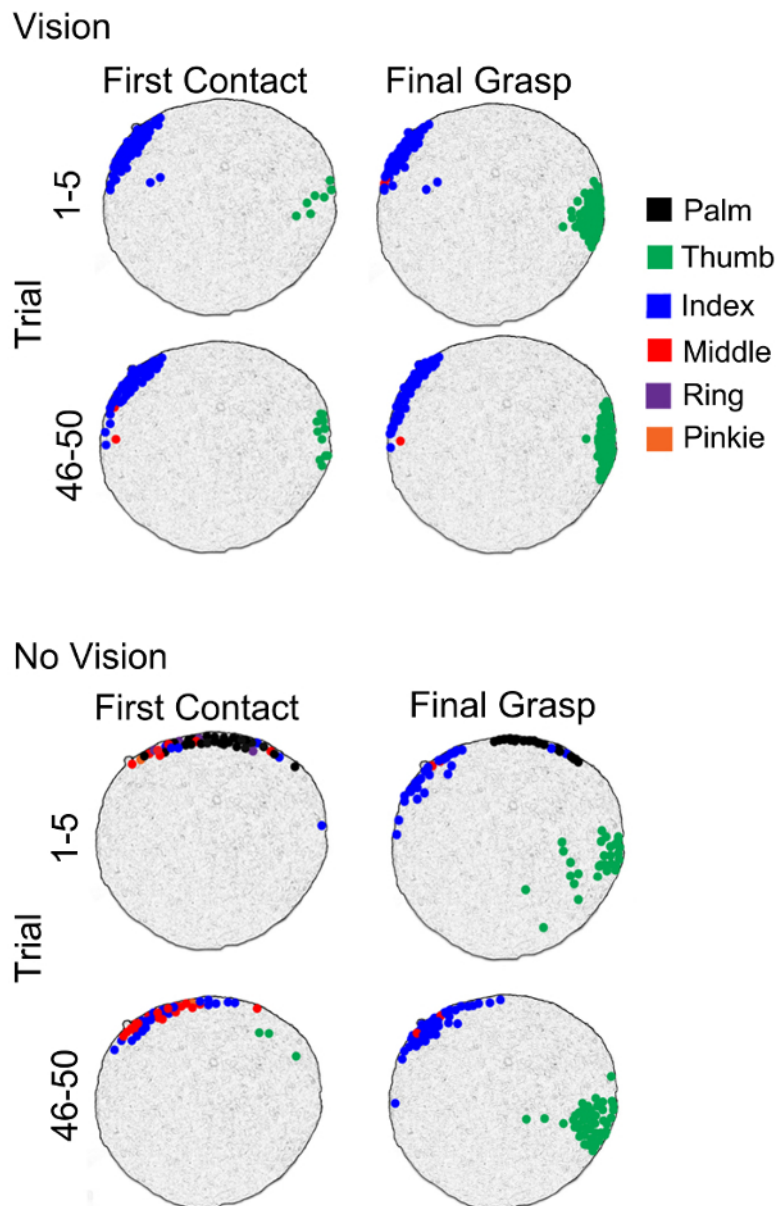 Vision
First Contact
Final Grasp
Trial
1-5
46-50
Palm
Thumb
Index
Middle
Ring
Pinkie
No Vision
First Contact
Final Grasp
Trial
1-5
46-50